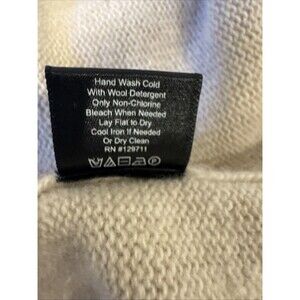 Hand Wash Cold
With Wool Detergent
Only Non-Chlorine
Bleach When Needed
Lay Flat to Dry
Cool Iron If Needed
Or Dry Clean
RN #129711